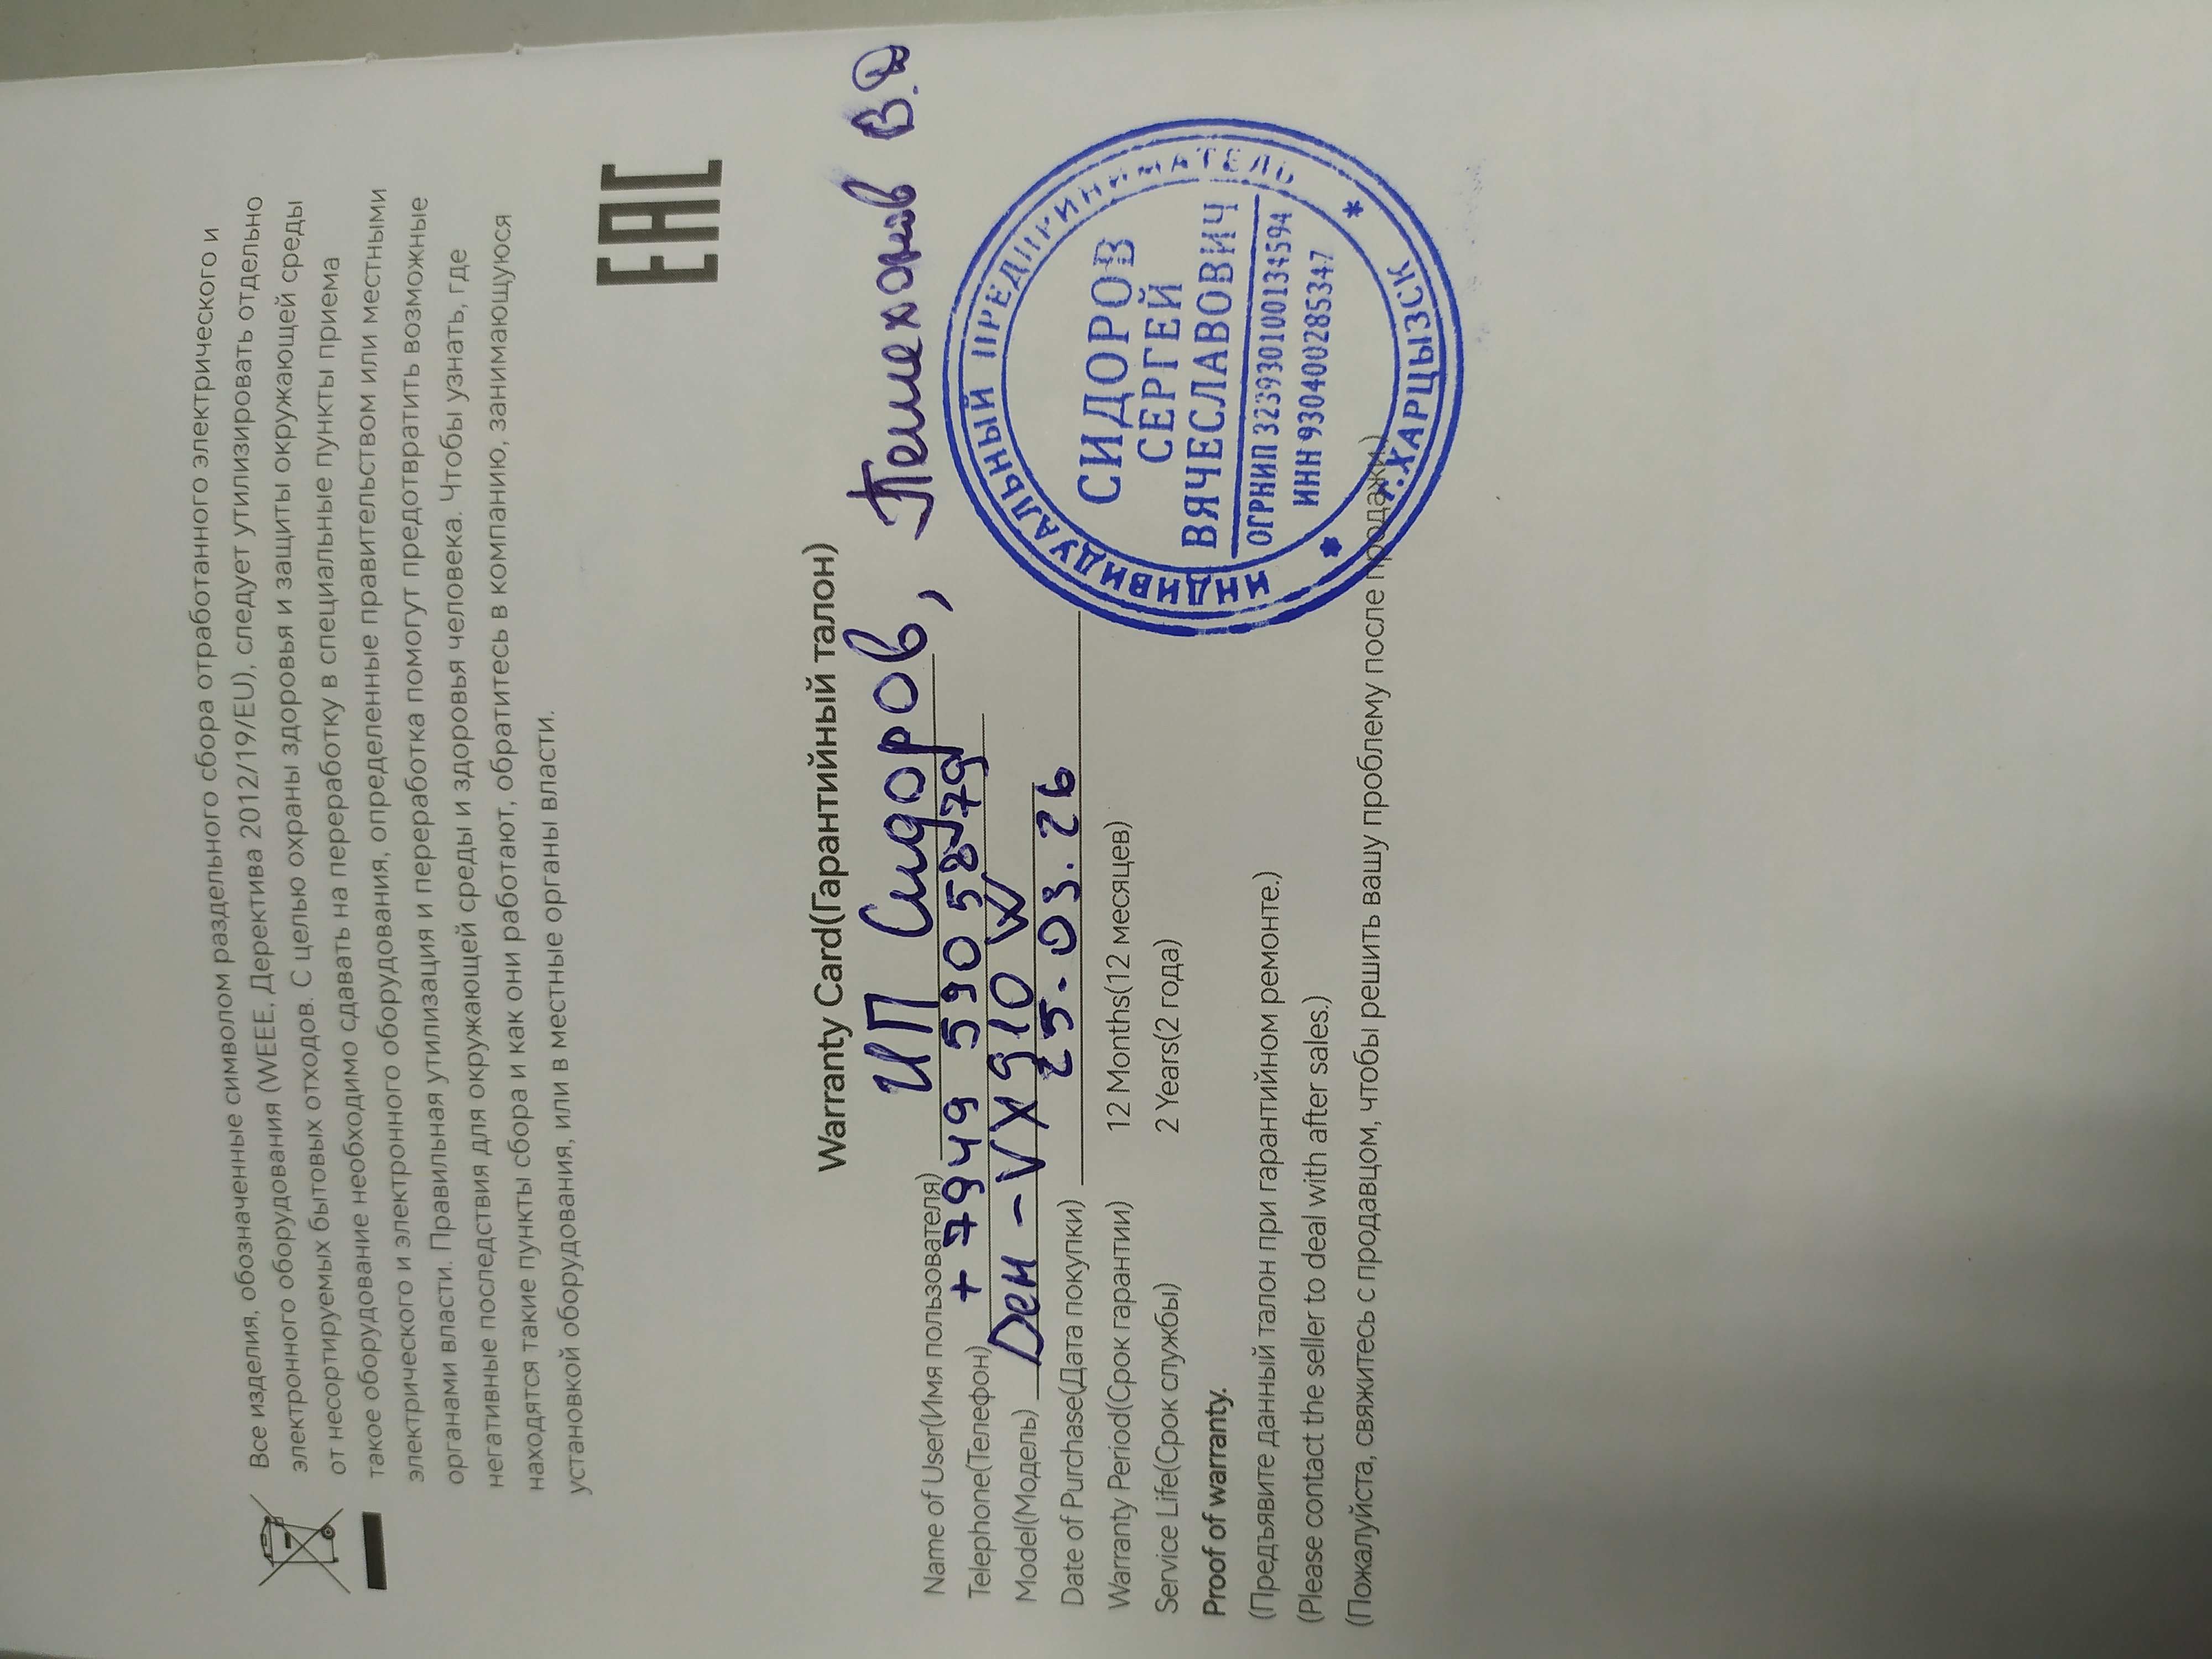 Все изделия, обозначенные символом раздельного сбора отработанного электрического и
электронного оборудования (WEEE, Деректива 2012/19/EU), следует утилизировать отдельно
от несортируемых бытовых отходов. С целью охраны здоровья и защиты окружающей среды
такое оборудование необходимо сдавать на переработку в специальные пункты приема
электрического и электронного оборудования, определенные правительством или местными
органами власти. Правильная утилизация и переработка помогут предотвратить возможные
негативные последствия для окружающей среды и здоровья человека. Чтобы узнать, где
находятся такие пункты сбора и как они работают, обратитесь в компанию, занимающуюся
установкой оборудования, или в местные органы власти.
EAC
Warranty Card(Гарантийный талон)
Name of User(Имя пользователя) ИП Сидоров, Пешехонов В.
Telephone(Телефон) +7949 590 58 79
Model(Модель) Den-VX910W
Date of Purchase(Дата покупки) 25.03.26
Warranty Period(Срок гарантии) 12 Months(12 месяцев)
Service Life(Срок службы) 2 Years(2 года)
Proof of warranty.
(Предъявите данный талон при гарантийном ремонте.)
(Please contact the seller to deal with after sales.)
(Пожалуйста, свяжитесь с продавцом, чтобы решить вашу проблему после продажи)
ИНДИВИДУАЛЬНЫЙ ПРЕДПРИНИМАТЕЛЬ
СИДОРОВ
СЕРГЕЙ
ВЯЧЕСЛАВОВИЧ
ОГРНИП 323930100134594
ИНН 930400285347
* г.ХАРЦЫЗСК *